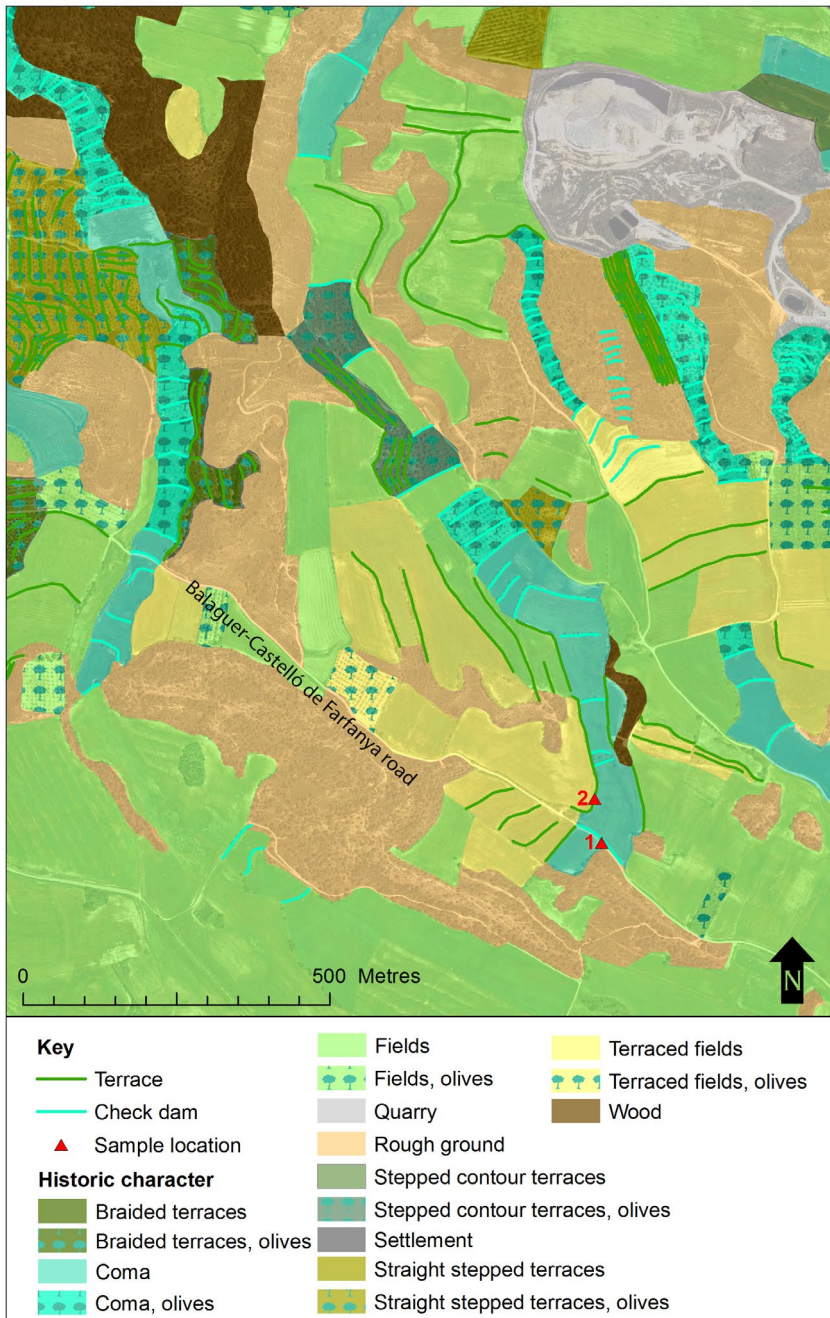 Balaguer-Castelló de Farfanya road
2
1
0 500 Metres
N
Key
Terrace
Check dam
Sample location
Historic character
Braided terraces
Braided terraces, olives
Coma
Coma, olives
Fields
Fields, olives
Quarry
Rough ground
Stepped contour terraces
Stepped contour terraces, olives
Settlement
Straight stepped terraces
Straight stepped terraces, olives
Terraced fields
Terraced fields, olives
Wood